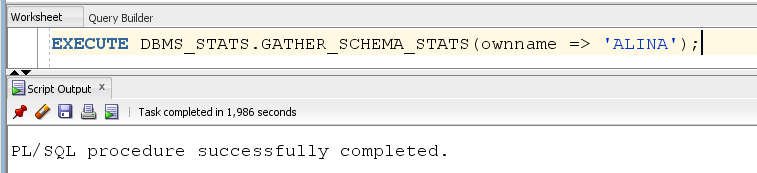 Worksheet Query Builder
EXECUTE DBMS_STATS.GATHER_SCHEMA_STATS(ownname => 'ALINA');
Script Output x
Task completed in 1,986 seconds
PL/SQL procedure successfully completed.